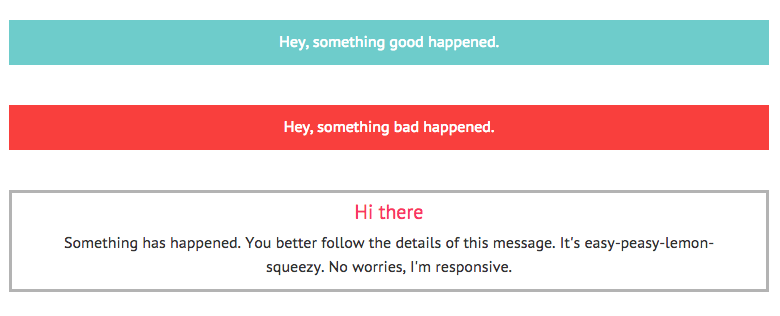 Hey, something good happened.
Hey, something bad happened.
Hi there
Something has happened. You better follow the details of this message. It's easy-peasy-lemon-
squeezy. No worries, I'm responsive.